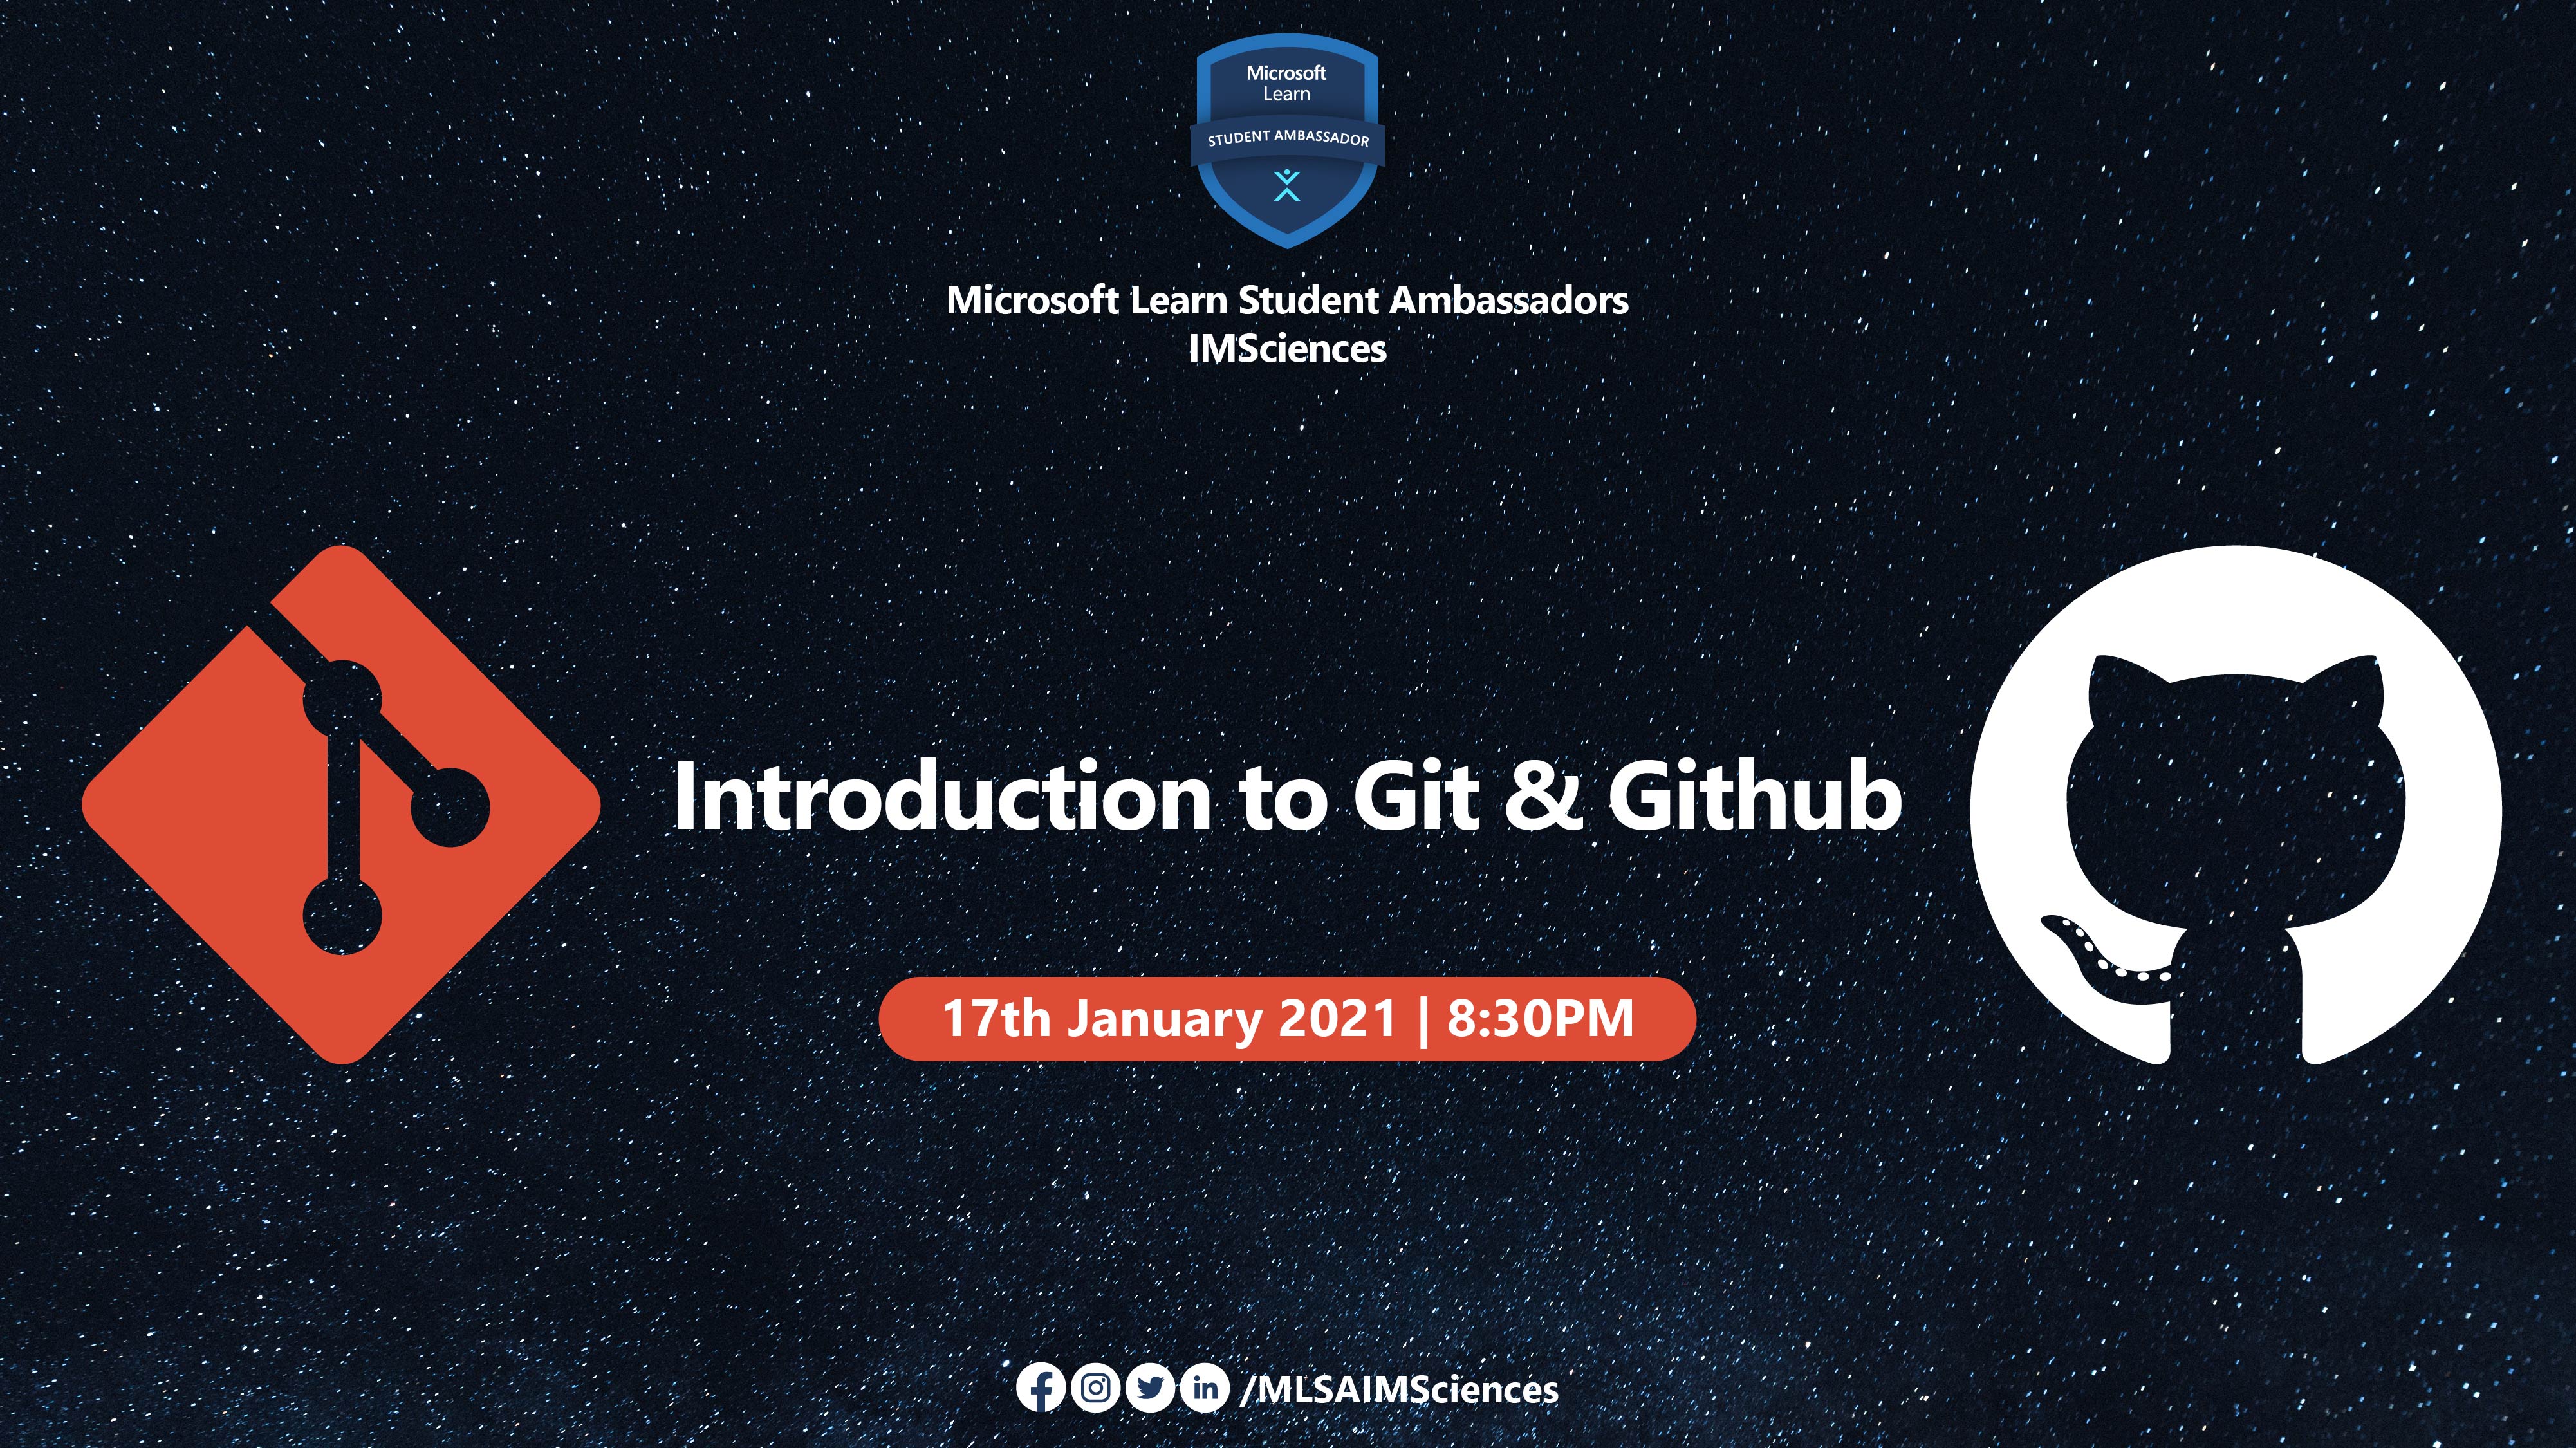 Microsoft
Learn
STUDENT AMBASSADOR
Microsoft Learn Student Ambassadors
IMSciences
Introduction to Git & Github
17th January 2021 | 8:30PM
/MLSAIMSciences